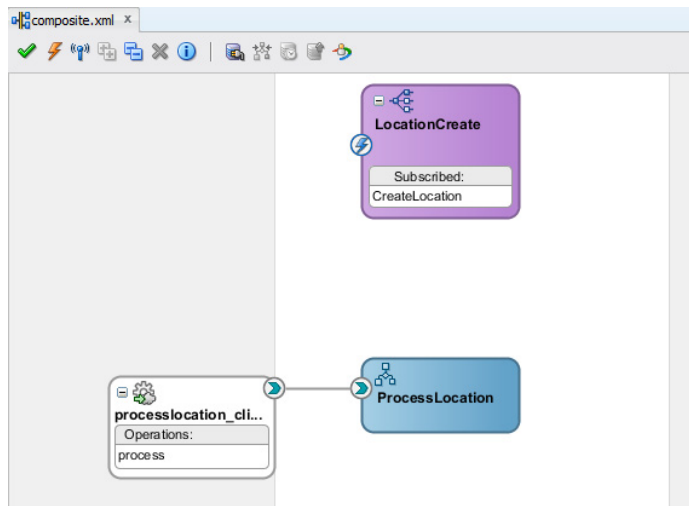 composite.xml
LocationCreate
Subscribed:
CreateLocation
processlocation_cli...
Operations:
process
ProcessLocation